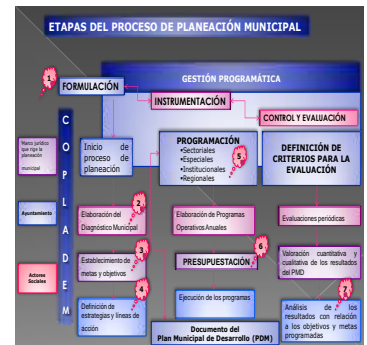 ETAPAS DEL PROCESO DE PLANEACIÓN MUNICIPAL
GESTIÓN PROGRAMÁTICA
1
FORMULACIÓN
INSTRUMENTACIÓN
CONTROL Y EVALUACIÓN
C
O
P
L
A
D
E
M
Marco jurídico
que rige la
planeación
municipal
Ayuntamiento
Actores
Sociales
Inicio de
proceso de
planeación
2
Elaboración del
Diagnóstico Municipal
3
Establecimiento de
metas y objetivos
4
Definición de
estrategias y líneas de
acción
PROGRAMACIÓN
•Sectoriales
•Especiales
•Institucionales
•Regionales
5
Elaboración de Programas
Operativos Anuales
6
PRESUPUESTACIÓN
Ejecución de los programas
Documento del
Plan Municipal de Desarrollo (PDM)
DEFINICIÓN DE
CRITERIOS PARA LA
EVALUACIÓN
Evaluaciones periódicas
Valoración cuantitativa y
cualitativa de los resultados
del PMD
7
Análisis de los
resultados con relación
a los objetivos y metas
programadas